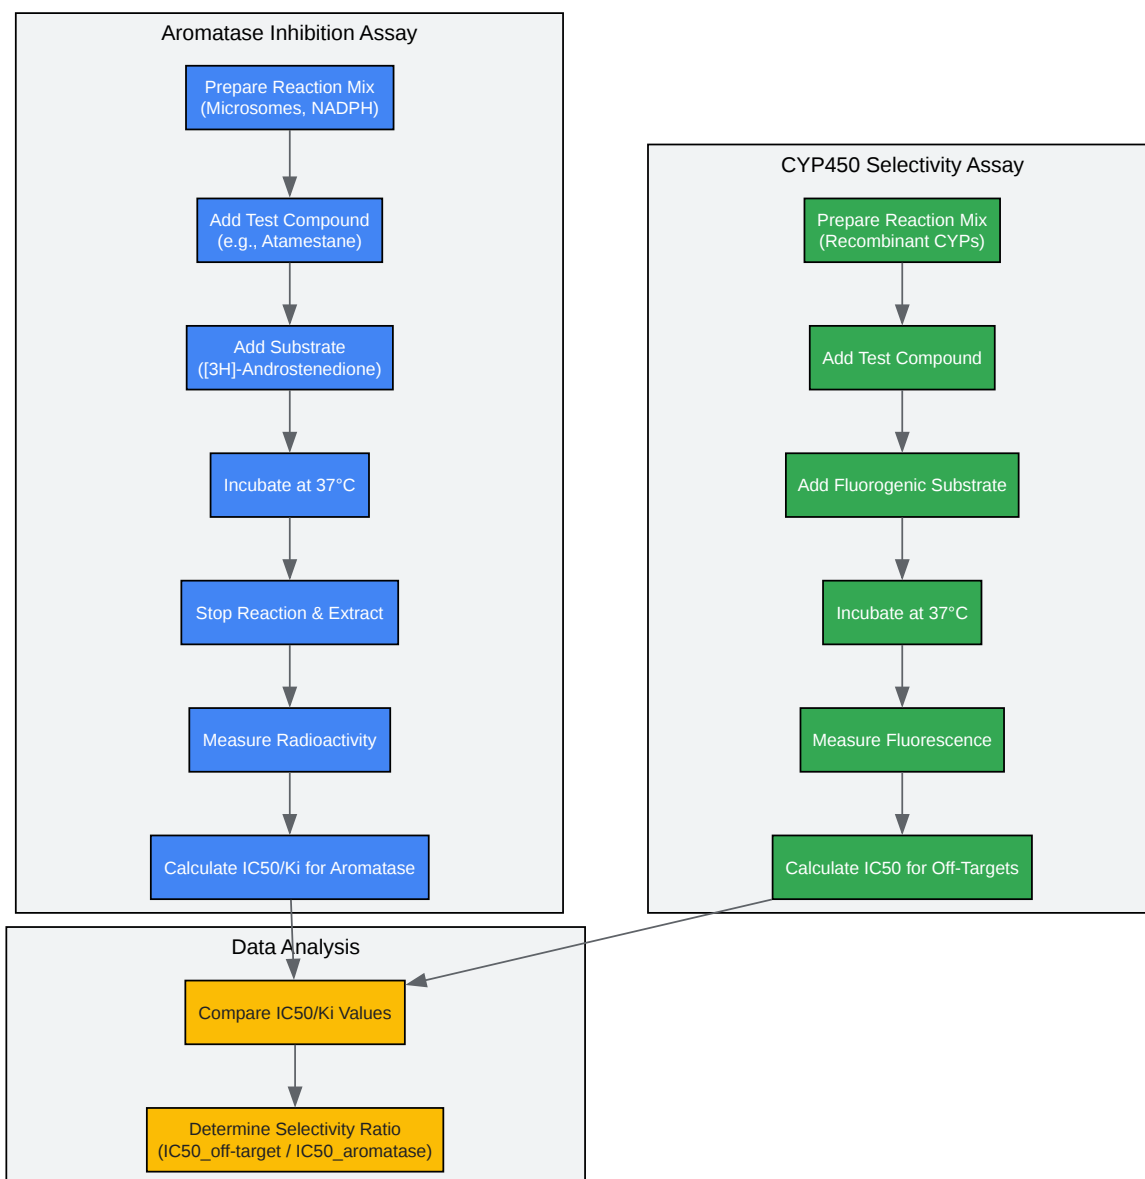 Aromatase Inhibition Assay
Prepare Reaction Mix
(Microsomes, NADPH)
Add Test Compound
(e.g., Atamestane)
Add Substrate
([3H]-Androstenedione)
Incubate at 37°C
Stop Reaction & Extract
Measure Radioactivity
Calculate IC50/Ki for Aromatase
CYP450 Selectivity Assay
Prepare Reaction Mix
(Recombinant CYPs)
Add Test Compound
Add Fluorogenic Substrate
Incubate at 37°C
Measure Fluorescence
Calculate IC50 for Off-Targets
Data Analysis
Compare IC50/Ki Values
Determine Selectivity Ratio
(IC50_off-target / IC50_aromatase)